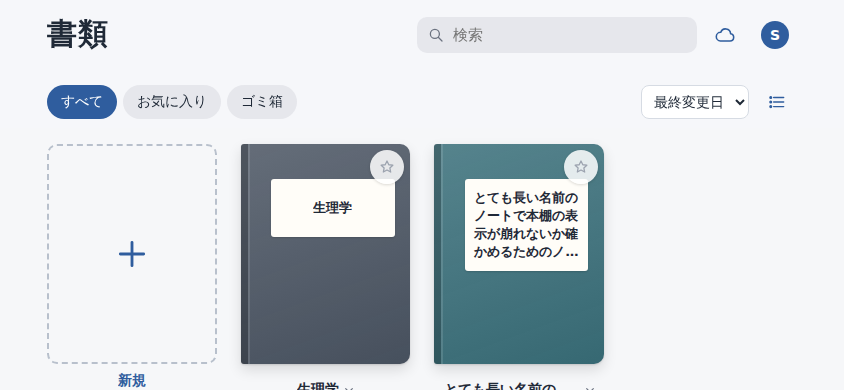 書類
検索
S
すべて
お気に入り
ゴミ箱
最終変更日
生理学
とても長い名前の
ノートで本棚の表
示が崩れないか確
かめるためのノ…
新規
生理学
とても長い名前の